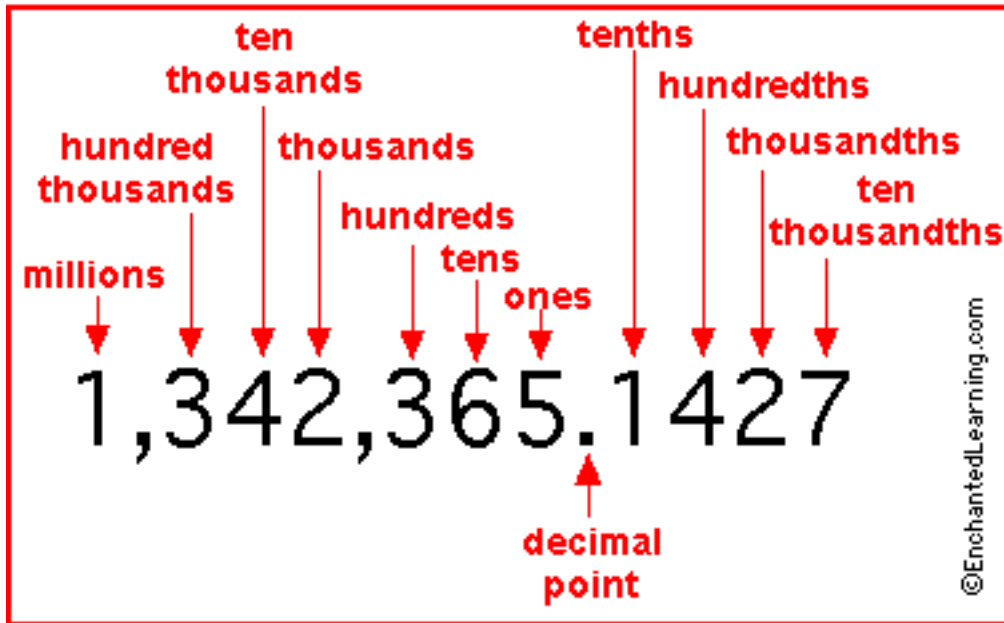 ten
thousands
tenths
hundredths
hundred
thousands
thousands
thousandths
hundreds
ten
thousandths
millions
tens
ones
1,342,365.1427
decimal
point
©EnchantedLearning.com